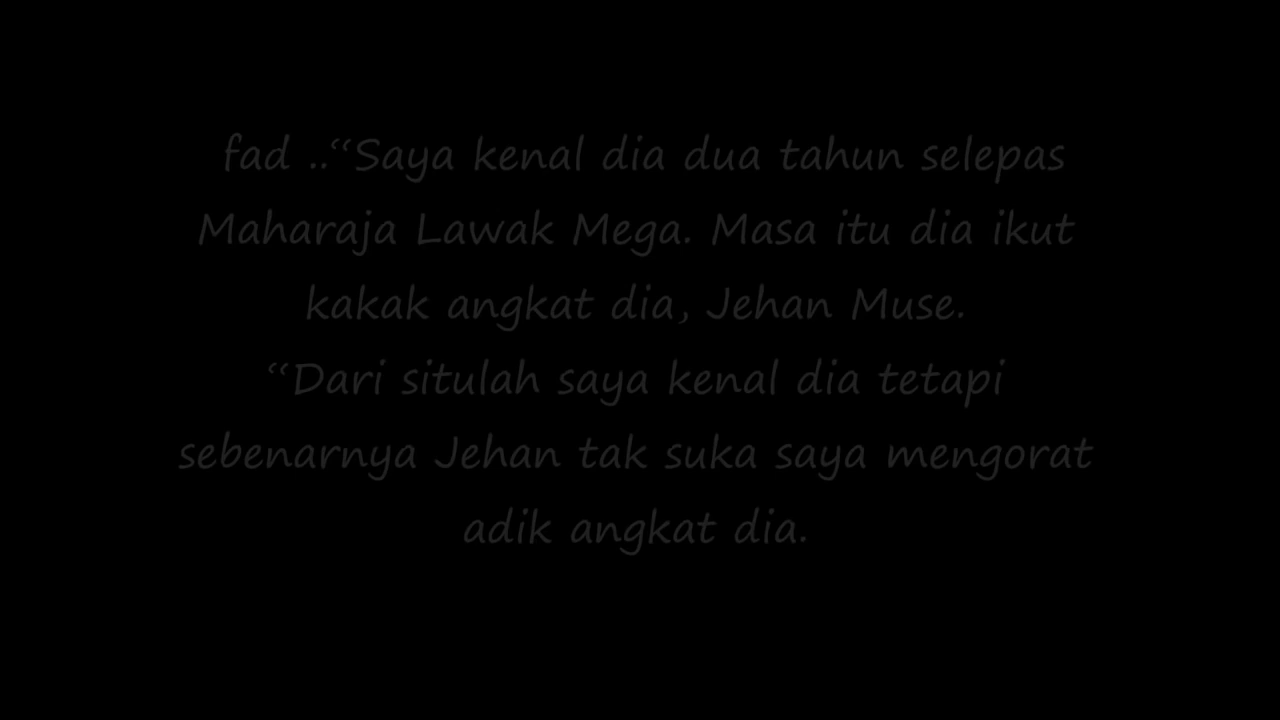 fad ..“Saya kenal dia dua tahun selepas
Maharaja Lawak Mega. Masa itu dia ikut
kakak angkat dia, Jehan Muse.
“Dari situlah saya kenal dia tetapi
sebenarnya Jehan tak suka saya mengorat
adik angkat dia.